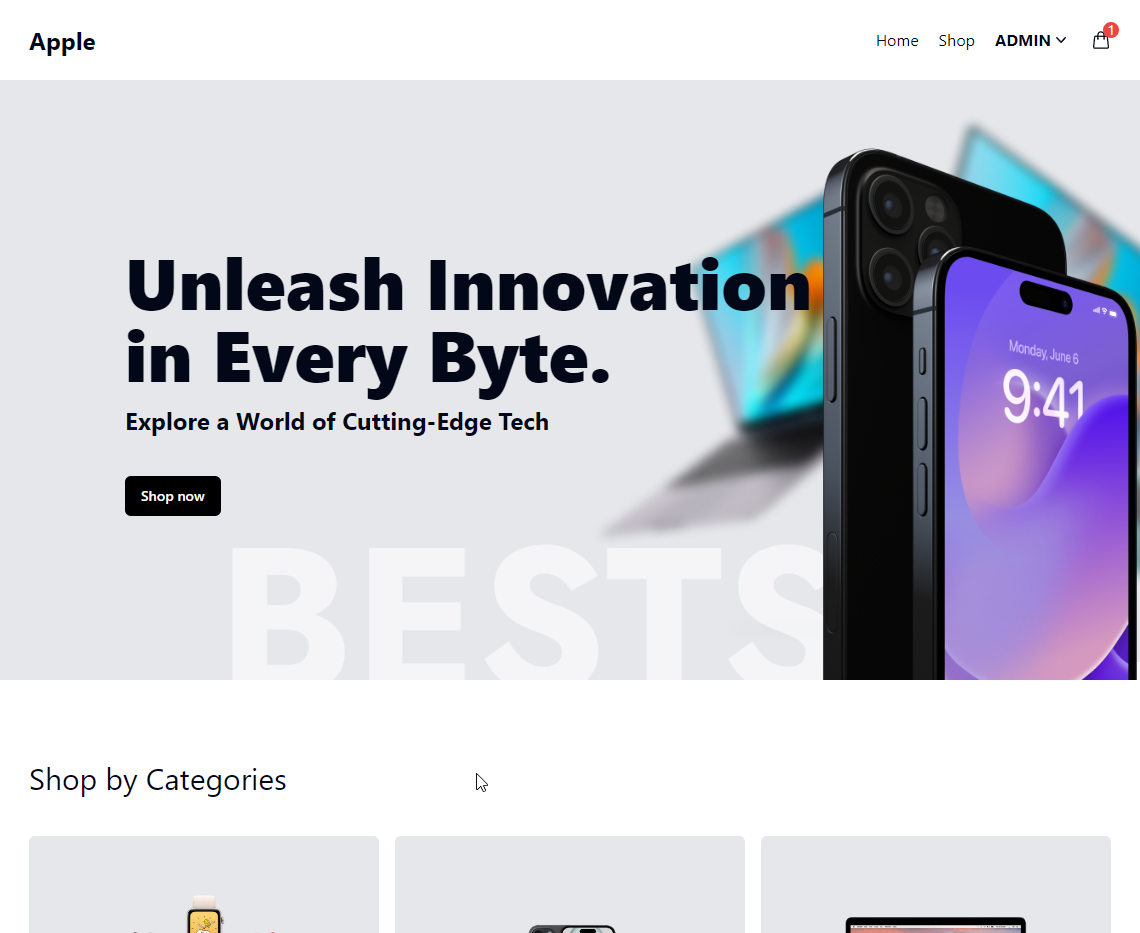 Apple
Home Shop ADMIN 1
Unleash Innovation
in Every Byte.
Explore a World of Cutting-Edge Tech
Shop now
Monday, June 6
9:41
BESTS
Shop by Categories